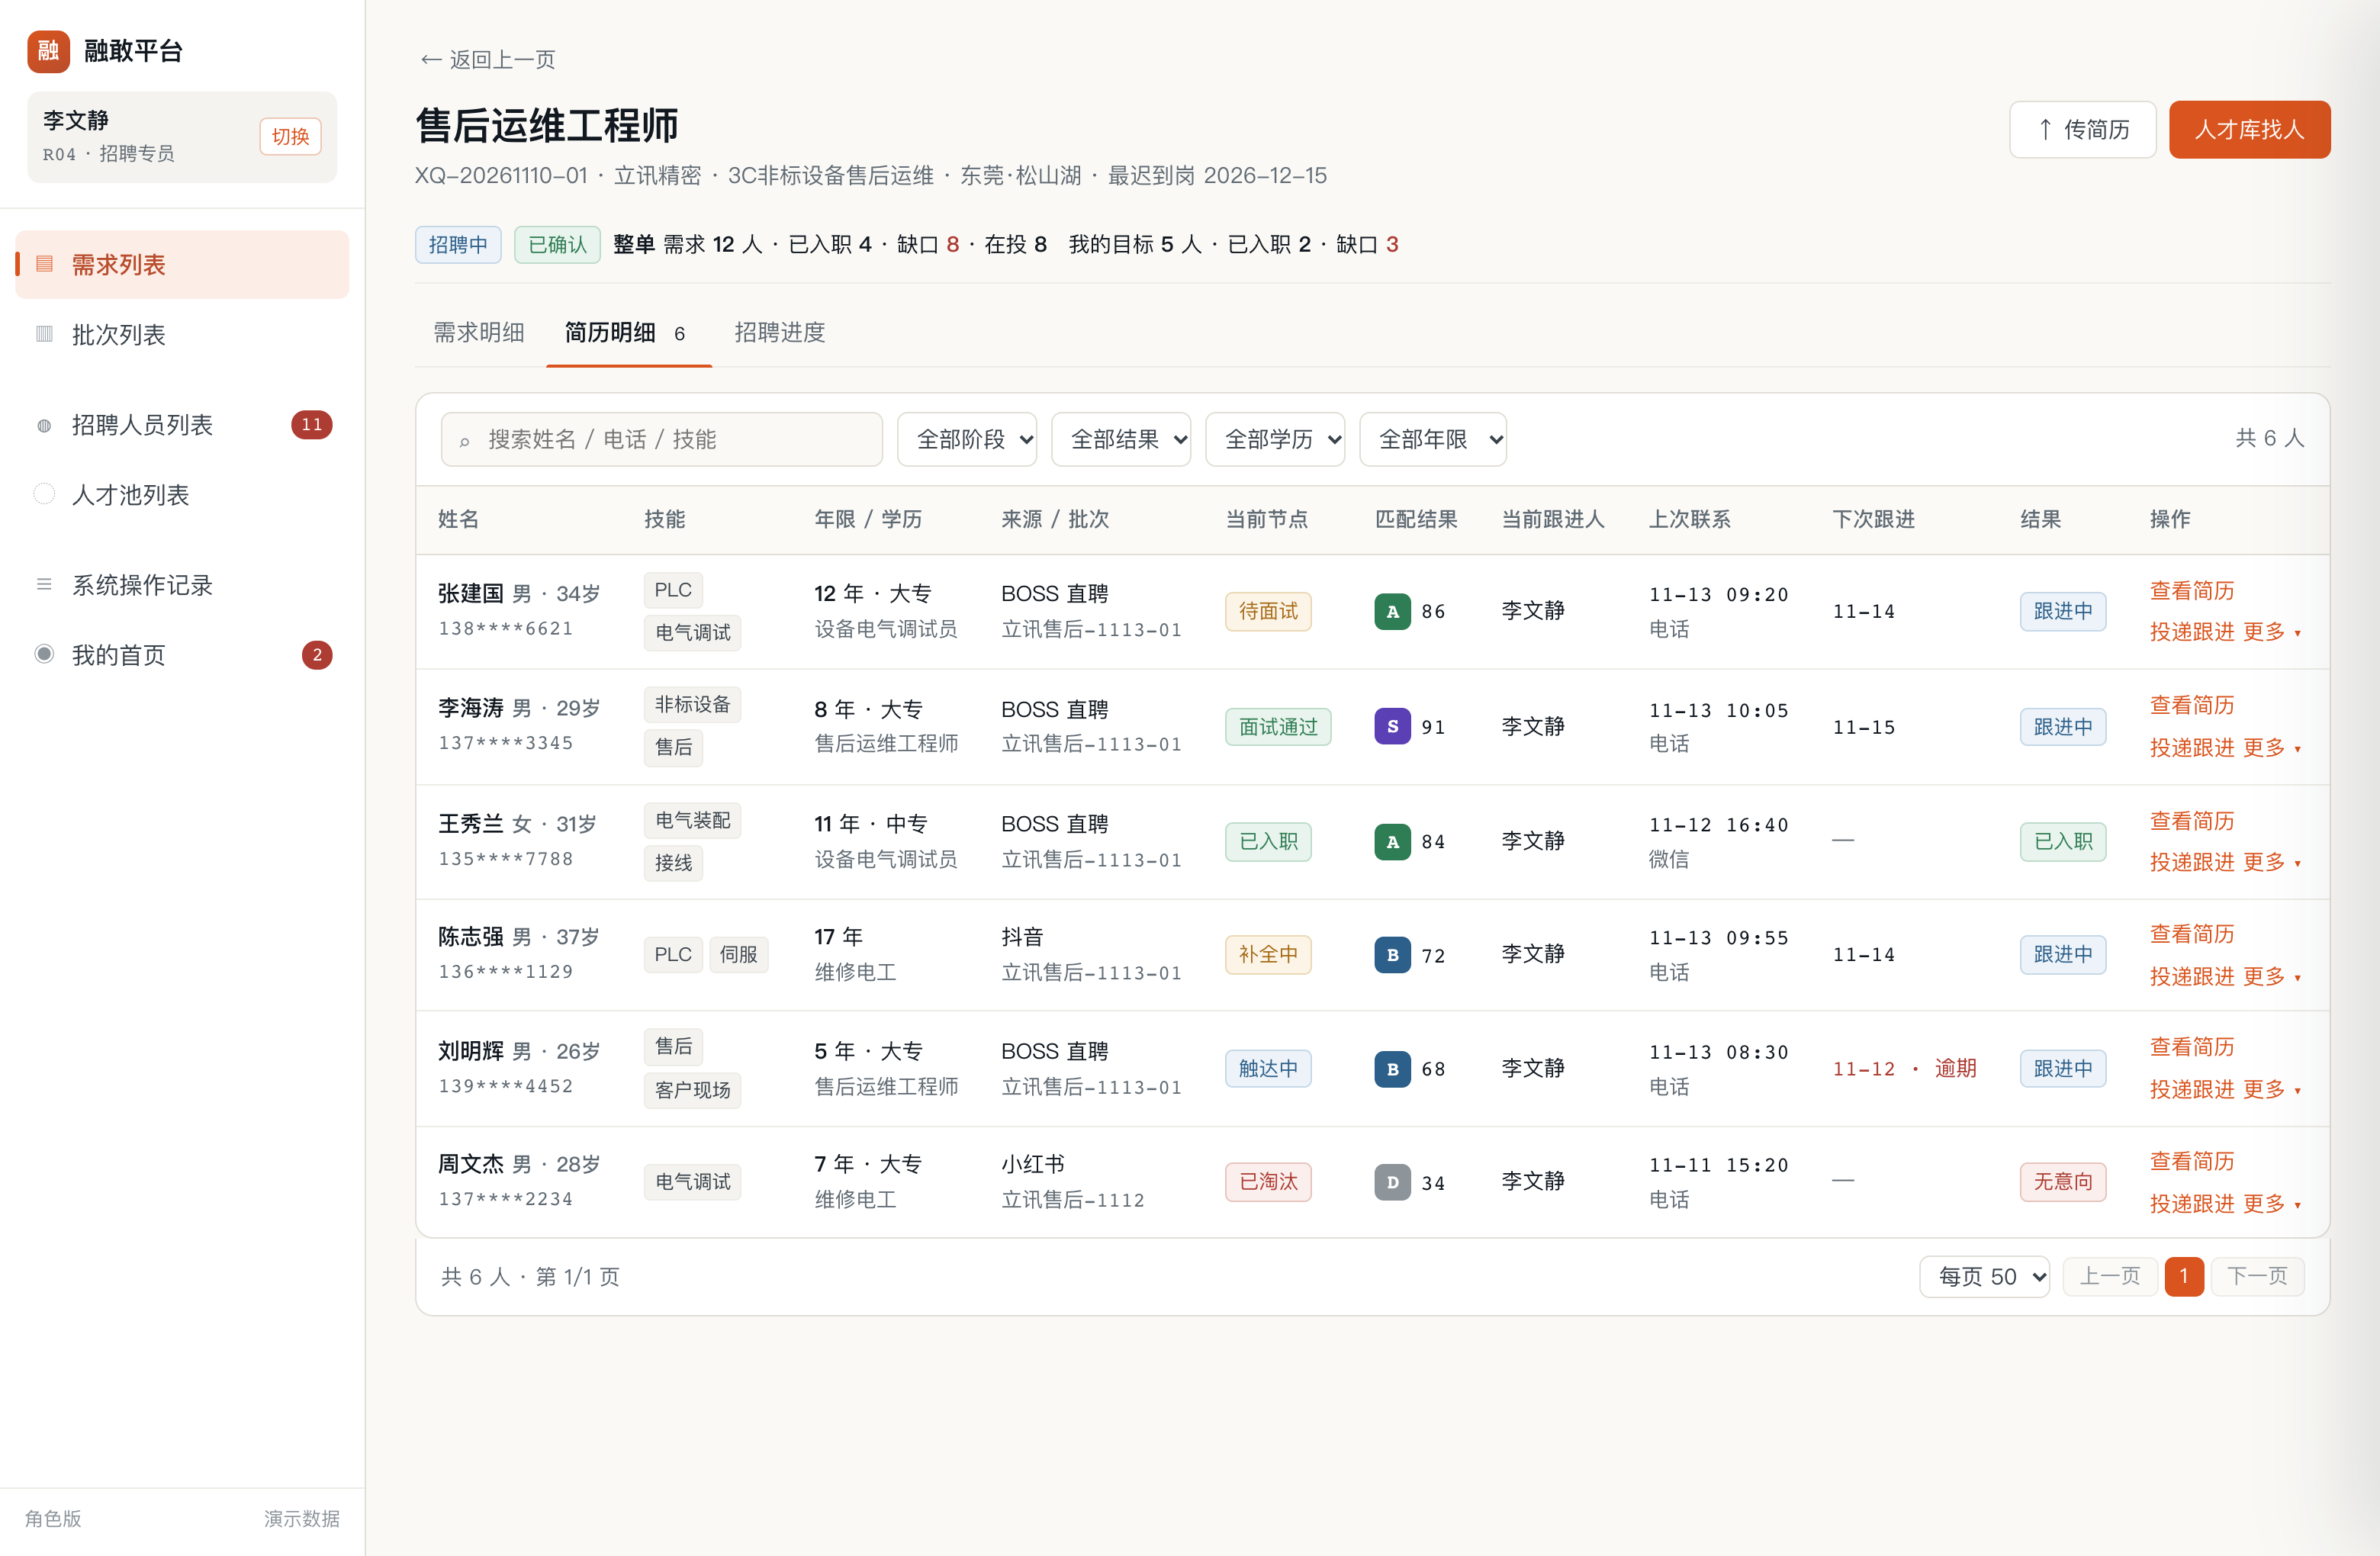 融 融敢平台
李文静
R04 · 招聘专员
切换
需求列表
批次列表
招聘人员列表 11
人才池列表
系统操作记录
我的首页 2
角色版 演示数据
← 返回上一页
售后运维工程师
↑ 传简历 人才库找人
XQ-20261110-01 · 立讯精密 · 3C非标设备售后运维 · 东莞·松山湖 · 最迟到岗 2026-12-15
招聘中 已确认 整单 需求 12 人 · 已入职 4 · 缺口 8 · 在投 8 我的目标 5 人 · 已入职 2 · 缺口 3
需求明细 简历明细 6 招聘进度
搜索姓名 / 电话 / 技能 全部阶段 全部结果 全部学历 全部年限 共 6 人
姓名 技能 年限 / 学历 来源 / 批次 当前节点 匹配结果 当前跟进人 上次联系 下次跟进 结果 操作
张建国 男 · 34岁 PLC 12 年 · 大专 BOSS 直聘 待面试 A 86 李文静 11-13 09:20 11-14 跟进中 查看简历
138****6621 电气调试 设备电气调试员 立讯售后-1113-01 电话 投递跟进 更多 ▾
李海涛 男 · 29岁 非标设备 8 年 · 大专 BOSS 直聘 面试通过 S 91 李文静 11-13 10:05 11-15 跟进中 查看简历
137****3345 售后 售后运维工程师 立讯售后-1113-01 电话 投递跟进 更多 ▾
王秀兰 女 · 31岁 电气装配 11 年 · 中专 BOSS 直聘 已入职 A 84 李文静 11-12 16:40 — 已入职 查看简历
135****7788 接线 设备电气调试员 立讯售后-1113-01 微信 投递跟进 更多 ▾
陈志强 男 · 37岁 PLC 伺服 17 年 抖音 补全中 B 72 李文静 11-13 09:55 11-14 跟进中 查看简历
136****1129 维修电工 立讯售后-1113-01 电话 投递跟进 更多 ▾
刘明辉 男 · 26岁 售后 5 年 · 大专 BOSS 直聘 触达中 B 68 李文静 11-13 08:30 11-12 · 逾期 跟进中 查看简历
139****4452 客户现场 售后运维工程师 立讯售后-1113-01 电话 投递跟进 更多 ▾
周文杰 男 · 28岁 电气调试 7 年 · 大专 小红书 已淘汰 D 34 李文静 11-11 15:20 — 无意向 查看简历
137****2234 维修电工 立讯售后-1112 电话 投递跟进 更多 ▾
共 6 人 · 第 1/1 页 每页 50 上一页 1 下一页